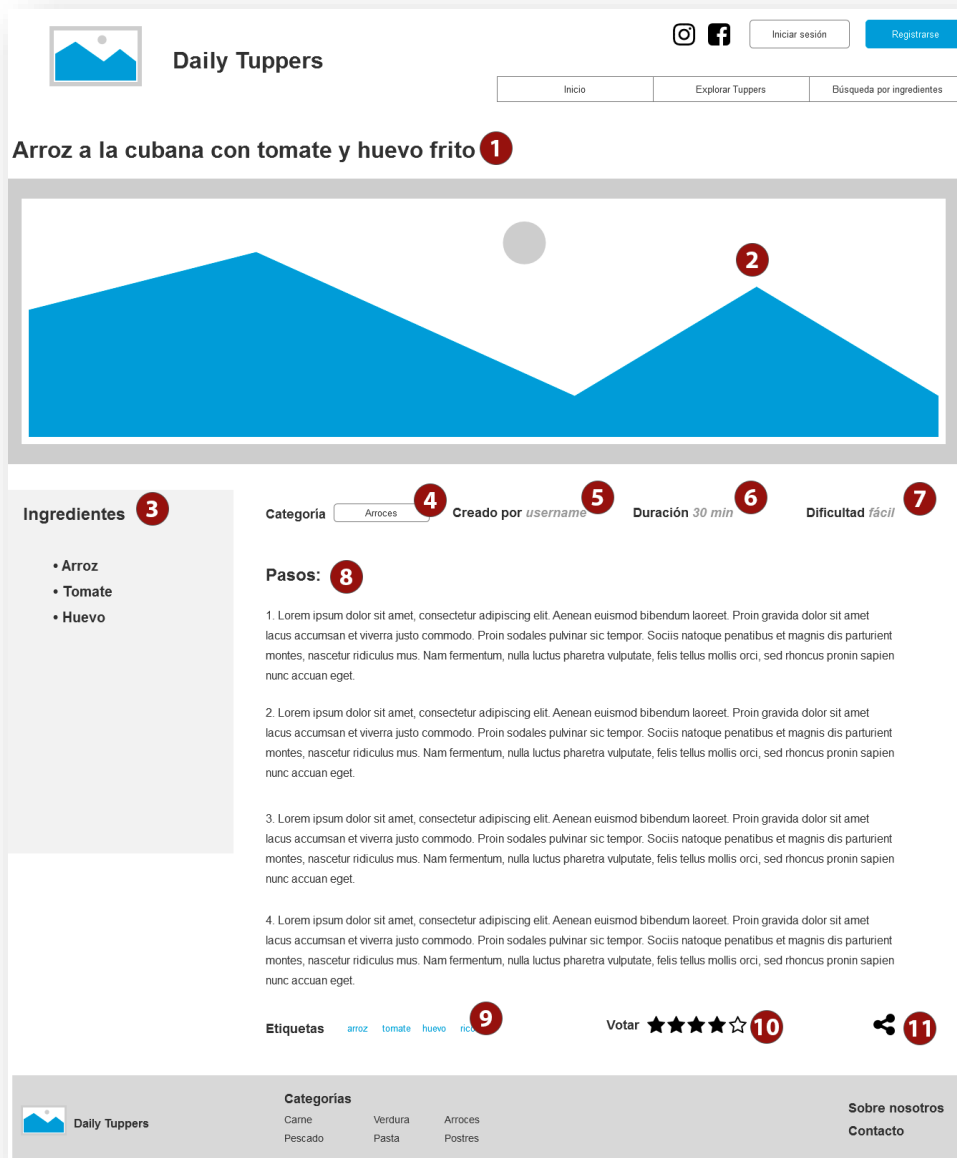 Daily Tuppers
Iniciar sesión
Registrarse
Inicio
Explorar Tuppers
Búsqueda por ingredientes
Arroz a la cubana con tomate y huevo frito 1
2
Ingredientes 3
• Arroz
• Tomate
• Huevo
Categoría Arroces 4
Creado por username 5
Duración 30 min 6
Dificultad fácil 7
Pasos: 8
1. Lorem ipsum dolor sit amet, consectetur adipiscing elit. Aenean euismod bibendum laoreet. Proin gravida dolor sit amet
lacus accumsan et viverra justo commodo. Proin sodales pulvinar sic tempor. Sociis natoque penatibus et magnis dis parturient
montes, nascetur ridiculus mus. Nam fermentum, nulla luctus pharetra vulputate, felis tellus mollis orci, sed rhoncus pronin sapien
nunc accuan eget.
2. Lorem ipsum dolor sit amet, consectetur adipiscing elit. Aenean euismod bibendum laoreet. Proin gravida dolor sit amet
lacus accumsan et viverra justo commodo. Proin sodales pulvinar sic tempor. Sociis natoque penatibus et magnis dis parturient
montes, nascetur ridiculus mus. Nam fermentum, nulla luctus pharetra vulputate, felis tellus mollis orci, sed rhoncus pronin sapien
nunc accuan eget.
3. Lorem ipsum dolor sit amet, consectetur adipiscing elit. Aenean euismod bibendum laoreet. Proin gravida dolor sit amet
lacus accumsan et viverra justo commodo. Proin sodales pulvinar sic tempor. Sociis natoque penatibus et magnis dis parturient
montes, nascetur ridiculus mus. Nam fermentum, nulla luctus pharetra vulputate, felis tellus mollis orci, sed rhoncus pronin sapien
nunc accuan eget.
4. Lorem ipsum dolor sit amet, consectetur adipiscing elit. Aenean euismod bibendum laoreet. Proin gravida dolor sit amet
lacus accumsan et viverra justo commodo. Proin sodales pulvinar sic tempor. Sociis natoque penatibus et magnis dis parturient
montes, nascetur ridiculus mus. Nam fermentum, nulla luctus pharetra vulputate, felis tellus mollis orci, sed rhoncus pronin sapien
nunc accuan eget.
Etiquetas arroz tomate huevo 9
Votar 10
11
Daily Tuppers
Categorías
Carne Verdura Arroces
Pescado Pasta Postres
Sobre nosotros
Contacto